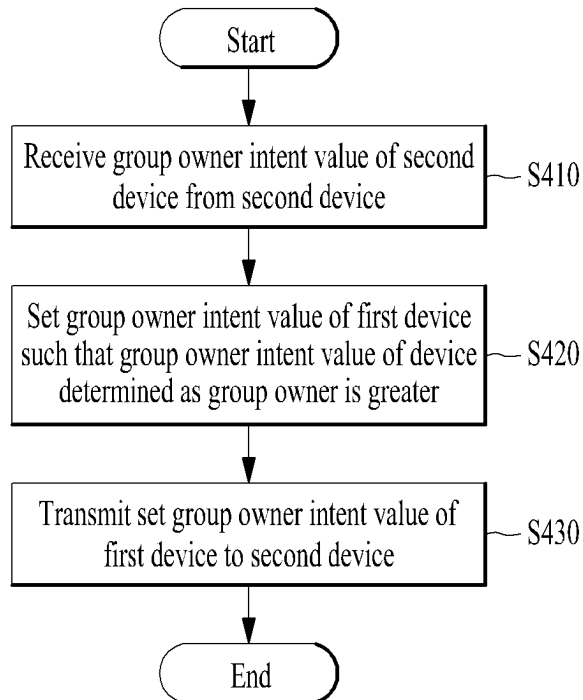 Start
Receive group owner intent value of second
device from second device
S410
Set group owner intent value of first device
such that group owner intent value of device
determined as group owner is greater
S420
Transmit set group owner intent value of
first device to second device
S430
End